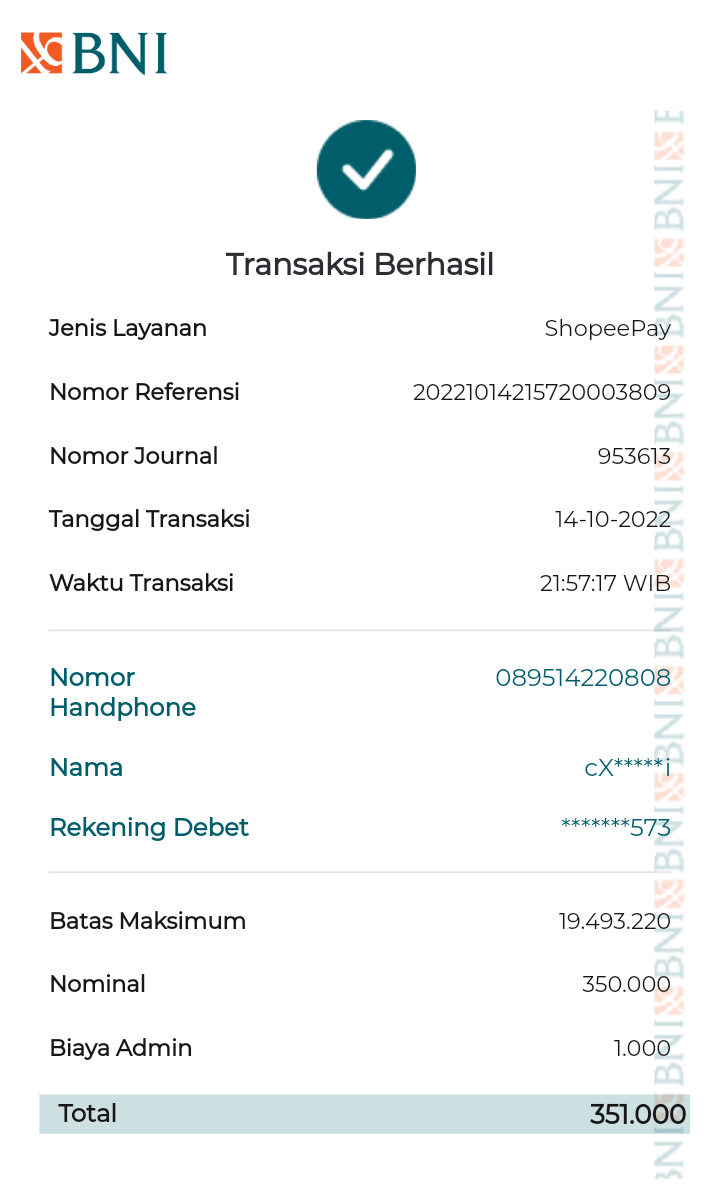 BNI
Transaksi Berhasil
Jenis Layanan ShopeePay
Nomor Referensi 20221014215720003809
Nomor Journal 953613
Tanggal Transaksi 14-10-2022
Waktu Transaksi 21:57:17 WIB
Nomor Handphone 089514220808
Nama cX*****i
Rekening Debet *******573
Batas Maksimum 19.493.220
Nominal 350.000
Biaya Admin 1.000
Total 351.000
BNI BNI BNI BNI BNI BNI BNI BNI BNI